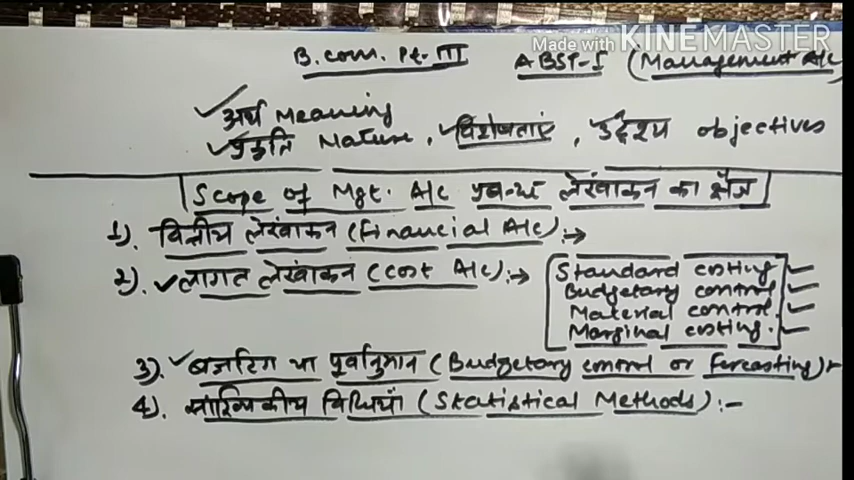 Made with KINEMASTER
B.com. Pt-III ABST-I (Management A/c)
अर्थ Meaning
प्रकृति Nature, विशेषताएं, उद्देश्य objectives
Scope of Mgt. A/c प्रबन्ध लेखांकन का क्षेत्र
1). वित्तीय लेखांकन (Financial A/c) :→
2). लागत लेखांकन (Cost A/c) :→ Standard costing
Budgetary control
Material control.
Marginal costing.
3). बजटिंग या पूर्वानुमान (Budgetary control or forecasting) :-
4). सांख्यिकीय विधियाँ (Statistical Methods) :-